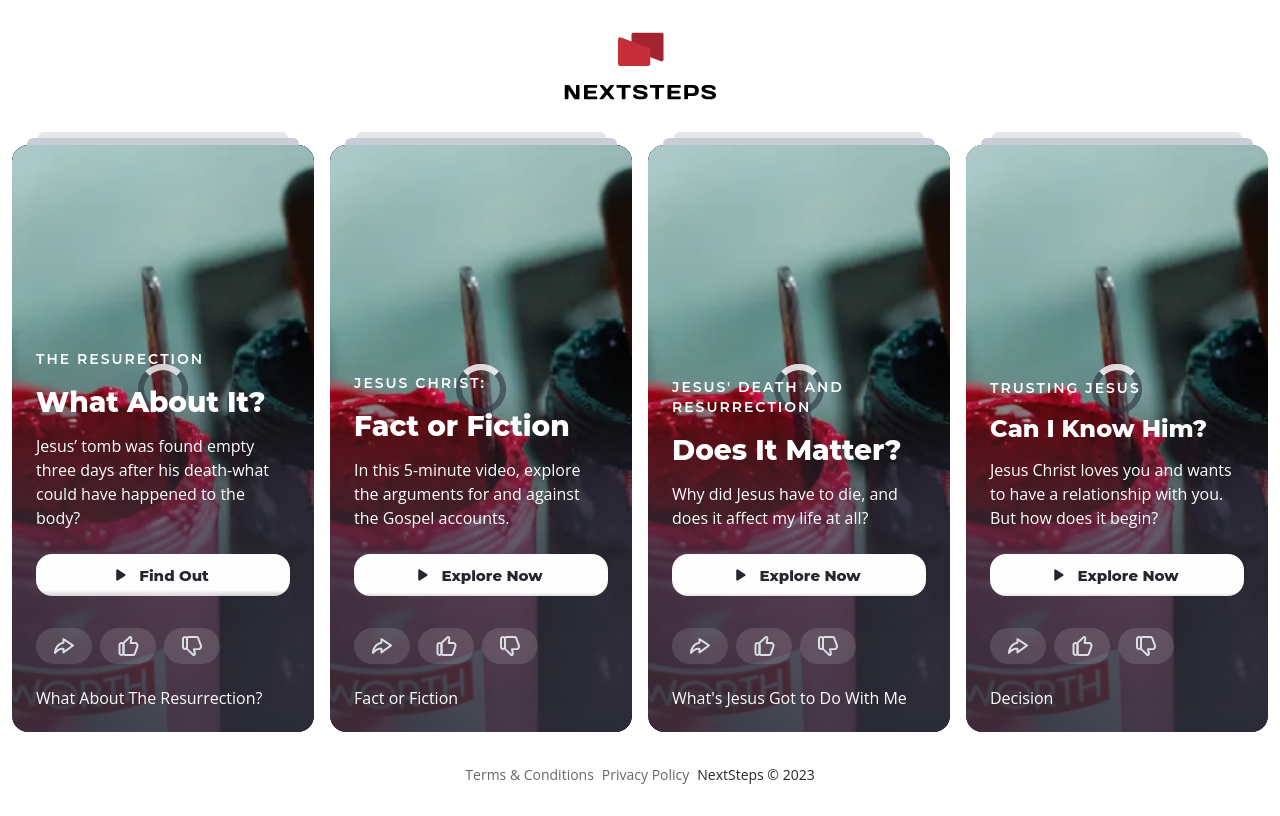 NEXTSTEPS
THE RESURECTION
What About It?
Jesus’ tomb was found empty
three days after his death-what
could have happened to the
body?
Find Out
WORTH
What About The Resurrection?
JESUS CHRIST:
Fact or Fiction
In this 5-minute video, explore
the arguments for and against
the Gospel accounts.
Explore Now
WORTH
Fact or Fiction
JESUS' DEATH AND
RESURRECTION
Does It Matter?
Why did Jesus have to die, and
does it affect my life at all?
Explore Now
WORTH
What's Jesus Got to Do With Me
TRUSTING JESUS
Can I Know Him?
Jesus Christ loves you and wants
to have a relationship with you.
But how does it begin?
Explore Now
WORTH
Decision
Terms & Conditions Privacy Policy NextSteps © 2023